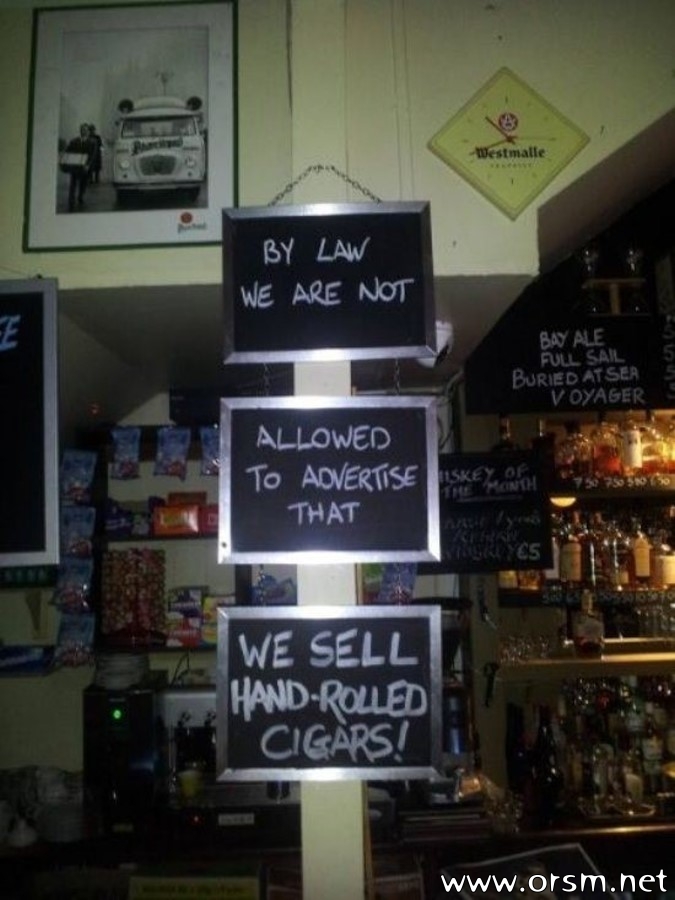 Westmalle
BY LAW
WE ARE NOT
ALLOWED
TO ADVERTISE
THAT
WE SELL
HAND-ROLLED
CIGARS!
BAY ALE
FULL SAIL
BURIED AT SEA
VOYAGER
OF
THE MONTH
€5
www.orsm.net